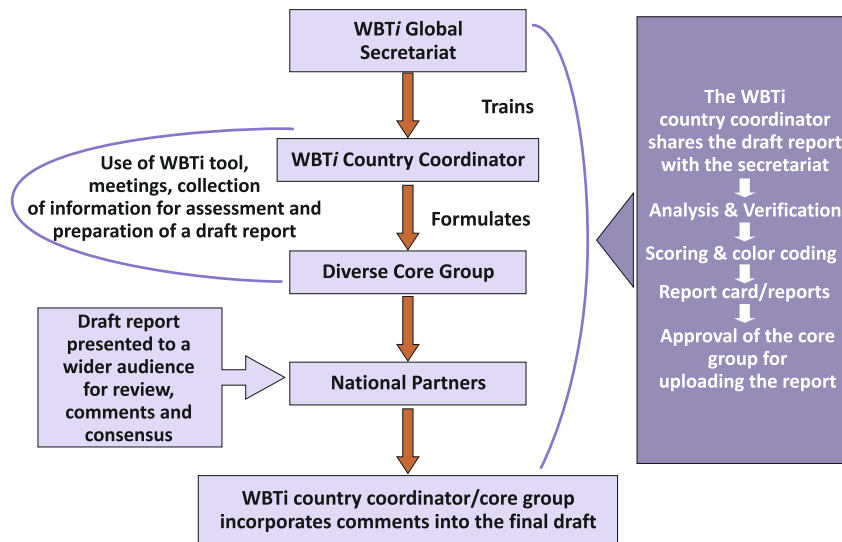 WBTi Global
Secretariat
Trains
WBTi Country Coordinator
Use of WBTi tool,
meetings, collection
of information for assessment and
preparation of a draft report
Formulates
Diverse Core Group
Draft report
presented to a
wider audience
for review,
comments and
consensus
National Partners
WBTi country coordinator/core group
incorporates comments into the final draft
The WBTi
country coordinator
shares the draft report
with the secretariat
Analysis & Verification
Scoring & color coding
Report card/reports
Approval of the core
group for
uploading the report